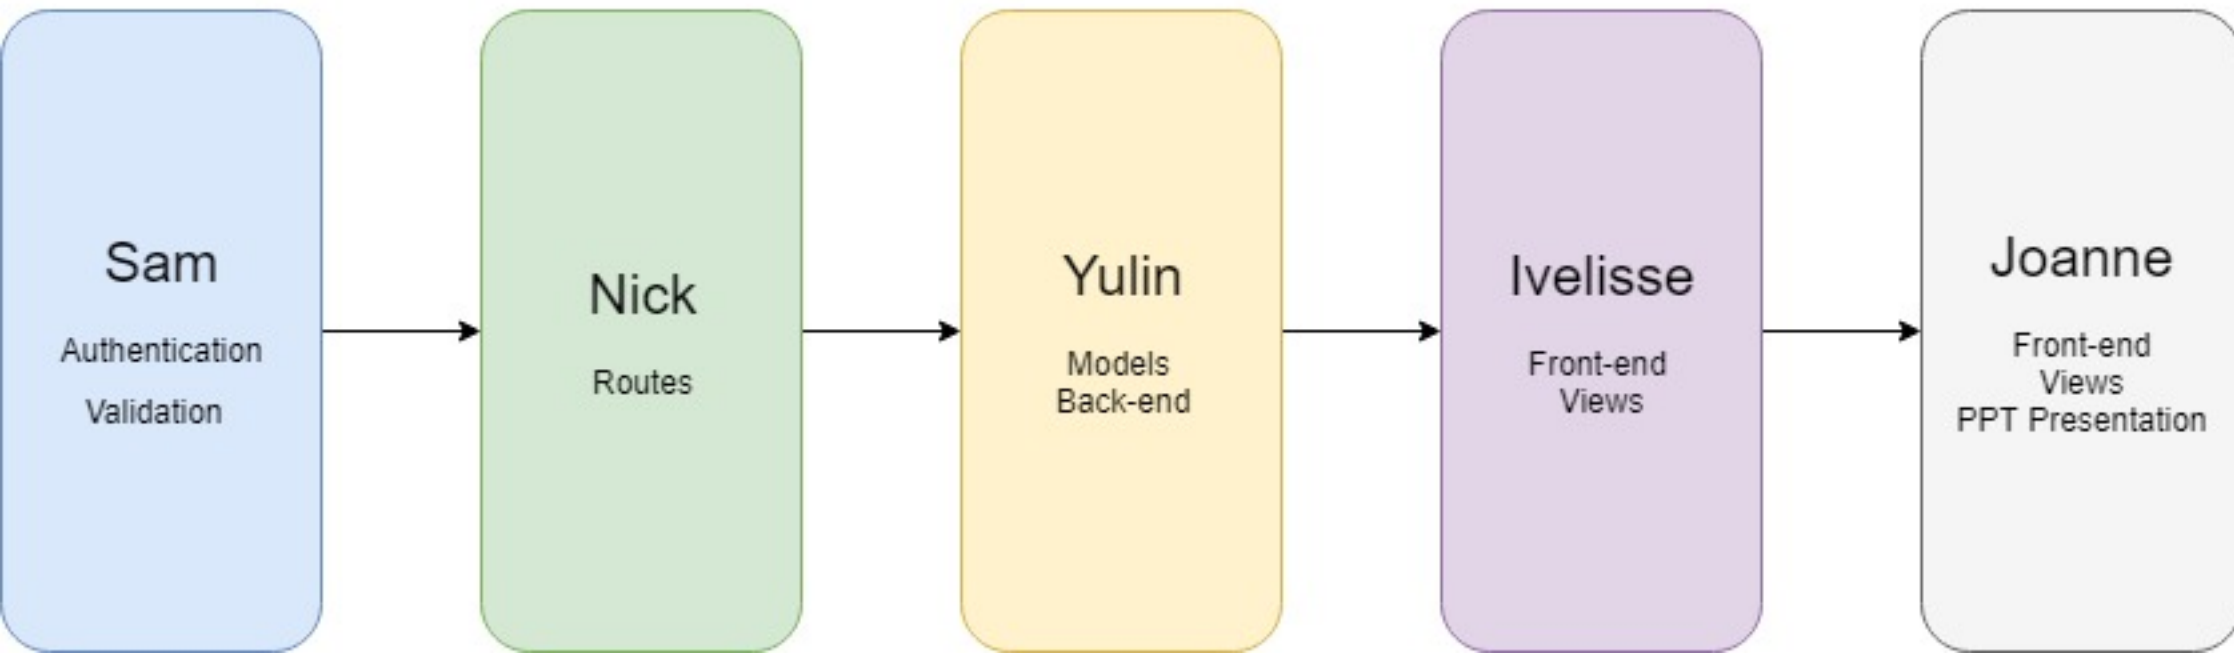 Sam
Authentication
Validation
Nick
Routes
Yulin
Models
Back-end
Ivelisse
Front-end
Views
Joanne
Front-end
Views
PPT Presentation